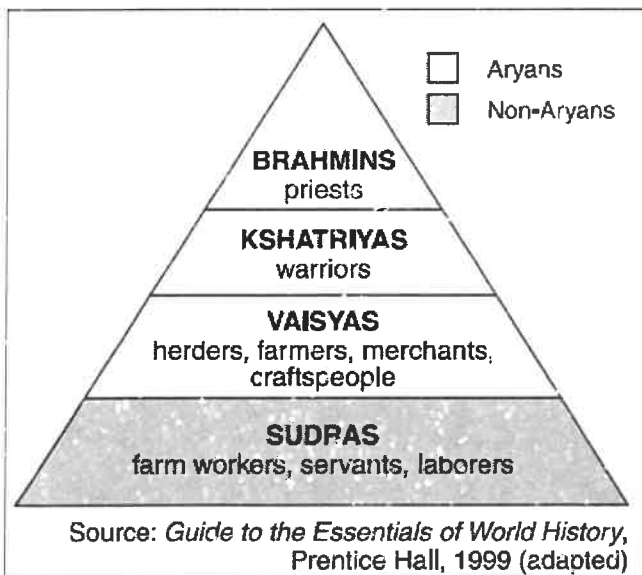 Aryans
Non-Aryans
BRAHMINS
priests
KSHATRIYAS
warriors
VAISYAS
herders, farmers, merchants,
craftspeople
SUDRAS
farm workers, servants, laborers
Source: Guide to the Essentials of World History,
Prentice Hall, 1999 (adapted)